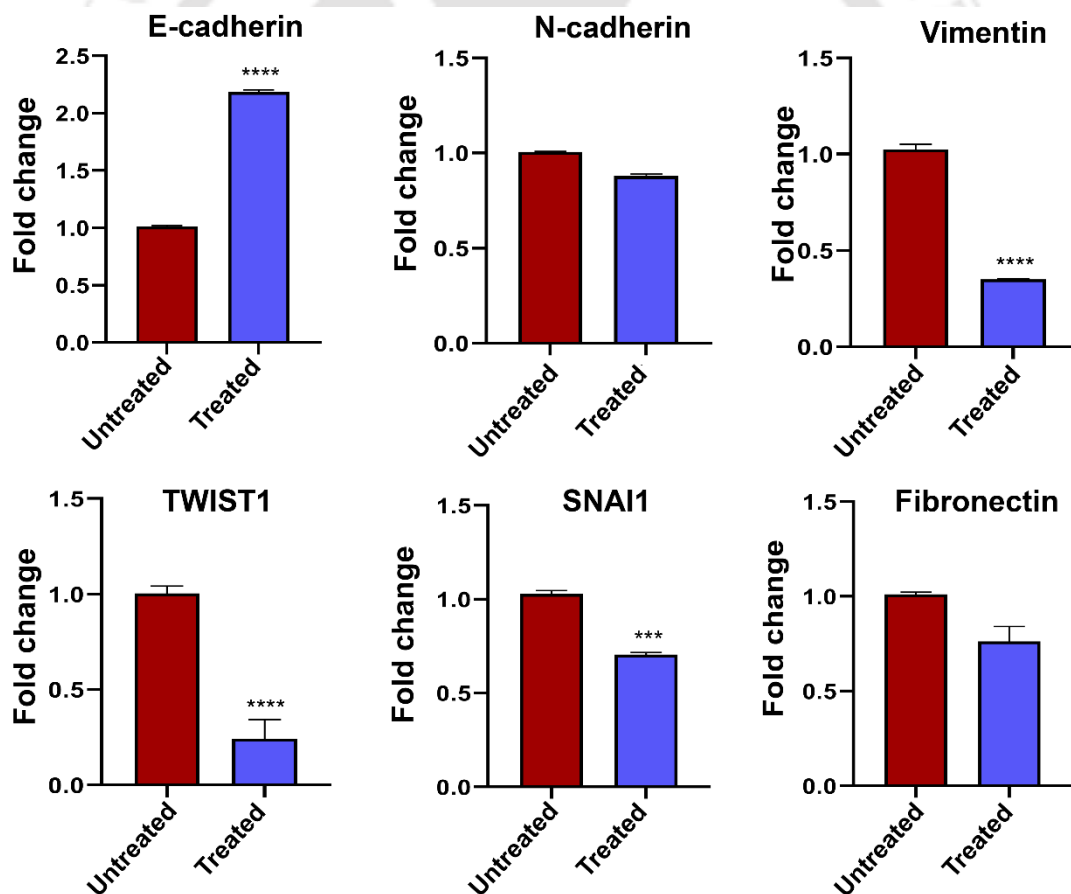 E-cadherin
Fold change
2.5
2.0
1.5
1.0
0.5
0.0
****
Untreated
Treated
N-cadherin
Fold change
1.5
1.0
0.5
0.0
Untreated
Treated
Vimentin
Fold change
1.5
1.0
0.5
0.0
****
Untreated
Treated
TWIST1
Fold change
1.5
1.0
0.5
0.0
****
Untreated
Treated
SNAI1
Fold change
1.5
1.0
0.5
0.0
***
Untreated
Treated
Fibronectin
Fold change
1.5
1.0
0.5
0.0
Untreated
Treated